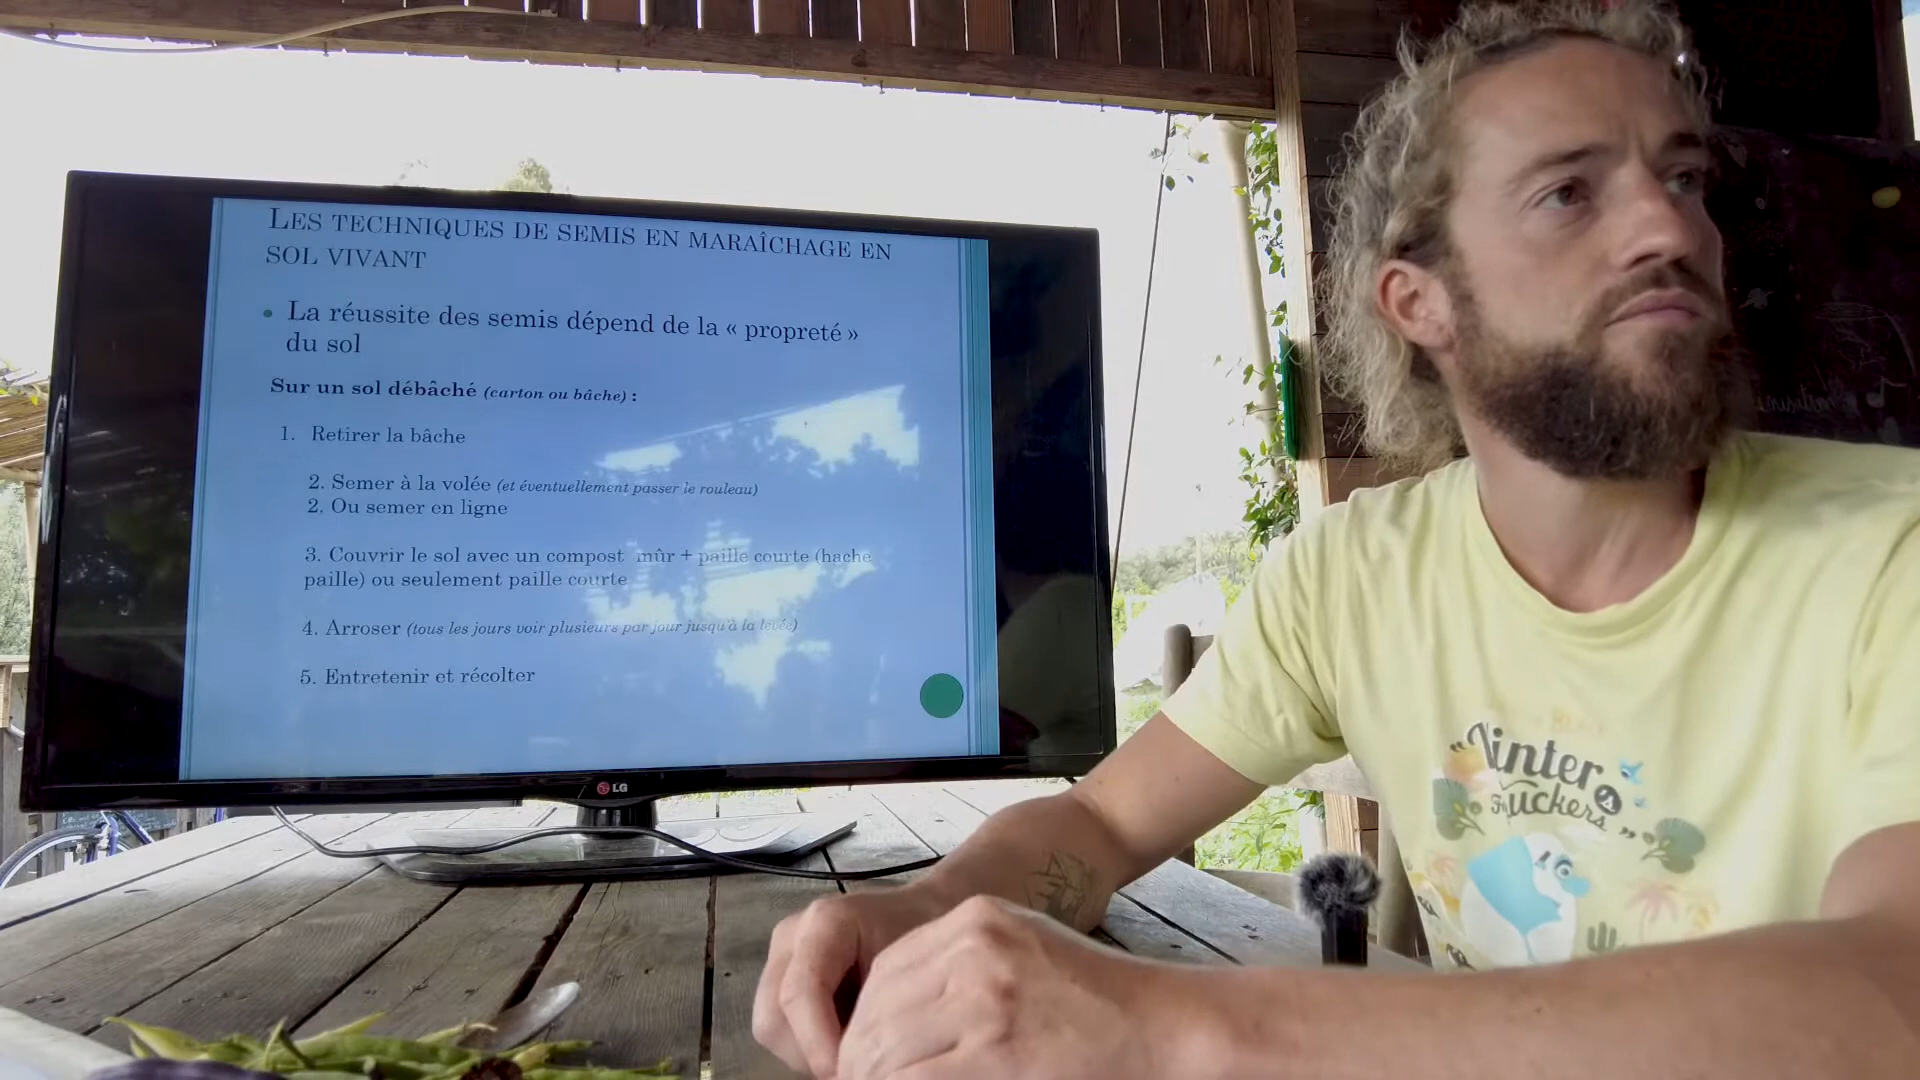 LES TECHNIQUES DE SEMIS EN MARAÎCHAGE EN
SOL VIVANT
La réussite des semis dépend de la « propreté »
du sol
Sur un sol débâché (carton ou bâche) :
1. Retirer la bâche
2. Semer à la volée (et éventuellement passer le rouleau)
2. Ou semer en ligne
3. Couvrir le sol avec un compost mûr + paille courte (hache
paille) ou seulement paille courte
4. Arroser (tous les jours voir plusieurs par jour jusqu'à la levée)
5. Entretenir et récolter
LG